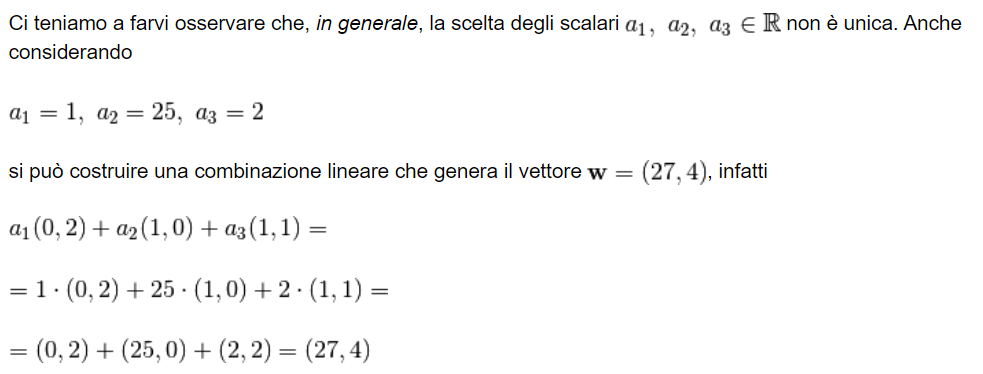 Ci teniamo a farvi osservare che, in generale, la scelta degli scalari a₁, a₂, a₃ ∈ ℝ non è unica. Anche
considerando
a₁ = 1, a₂ = 25, a₃ = 2
si può costruire una combinazione lineare che genera il vettore w = (27, 4), infatti
a₁(0, 2) + a₂(1, 0) + a₃(1, 1) =
= 1 · (0, 2) + 25 · (1, 0) + 2 · (1, 1) =
= (0, 2) + (25, 0) + (2, 2) = (27, 4)